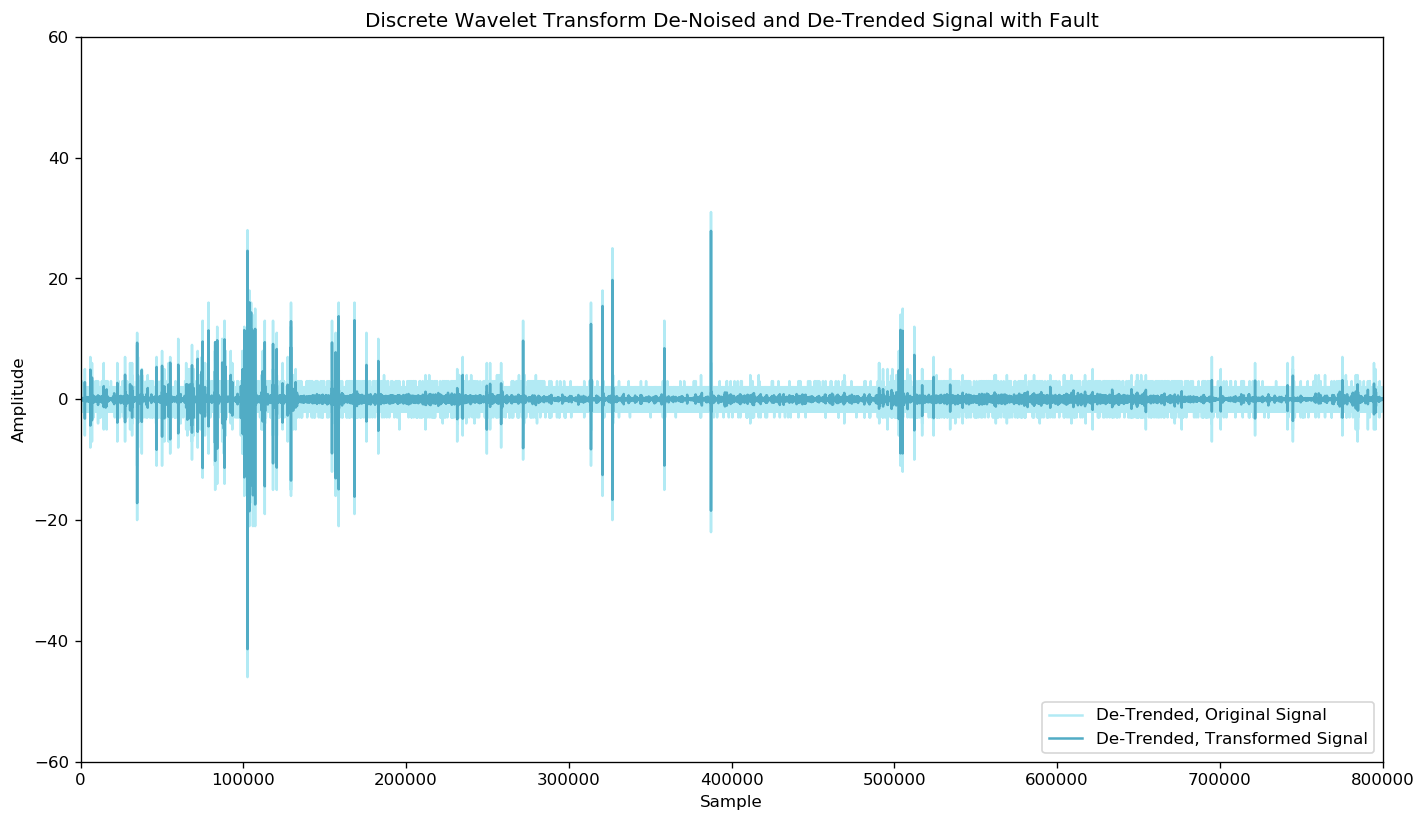 Discrete Wavelet Transform De-Noised and De-Trended Signal with Fault
60
40
20
0
−20
−40
−60
Amplitude
De-Trended, Original Signal
De-Trended, Transformed Signal
0 100000 200000 300000 400000 500000 600000 700000 800000
Sample